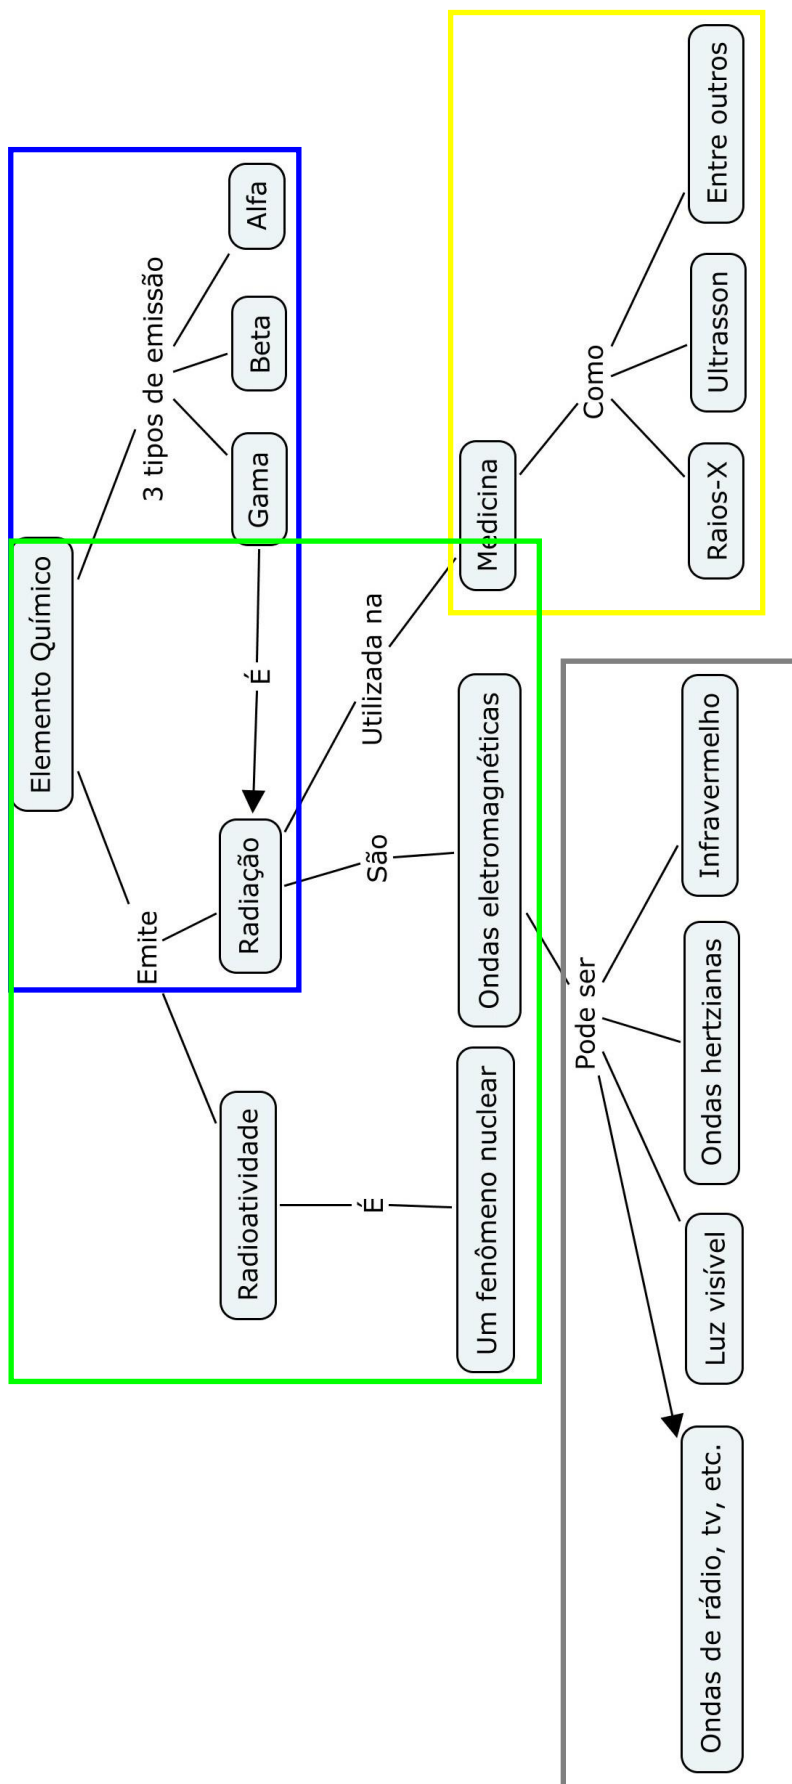 Elemento Químico
Emite
3 tipos de emissão
Radioatividade
Radiação
Gama
Beta
Alfa
É
É
São
Utilizada na
Um fenômeno nuclear
Ondas eletromagnéticas
Medicina
Pode ser
Como
Ondas de rádio, tv, etc.
Luz visível
Ondas hertzianas
Infravermelho
Raios-X
Ultrasson
Entre outros